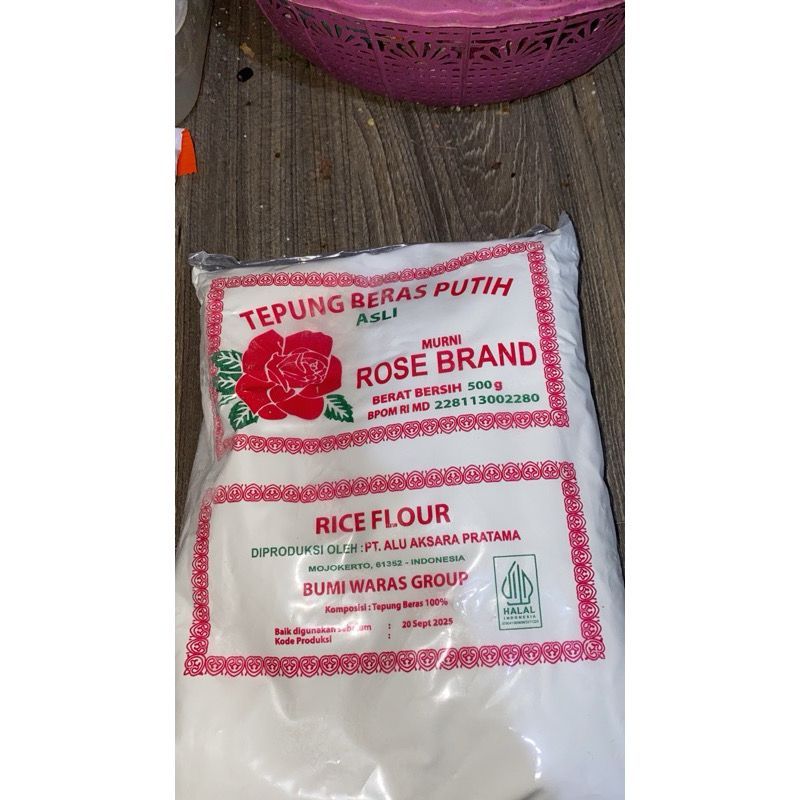 TEPUNG BERAS PUTIH
ASLI
MURNI
ROSE BRAND
BERAT BERSIH 500 g
BPOM RI MD 228113002280
RICE FLOUR
DIPRODUKSI OLEH : PT. ALU AKSARA PRATAMA
MOJOKERTO, 61352 - INDONESIA
BUMI WARAS GROUP
Komposisi : Tepung Beras 100%
Baik digunakan sebelum : 20 Sept 2025
Kode Produksi :
HALAL
INDONESIA